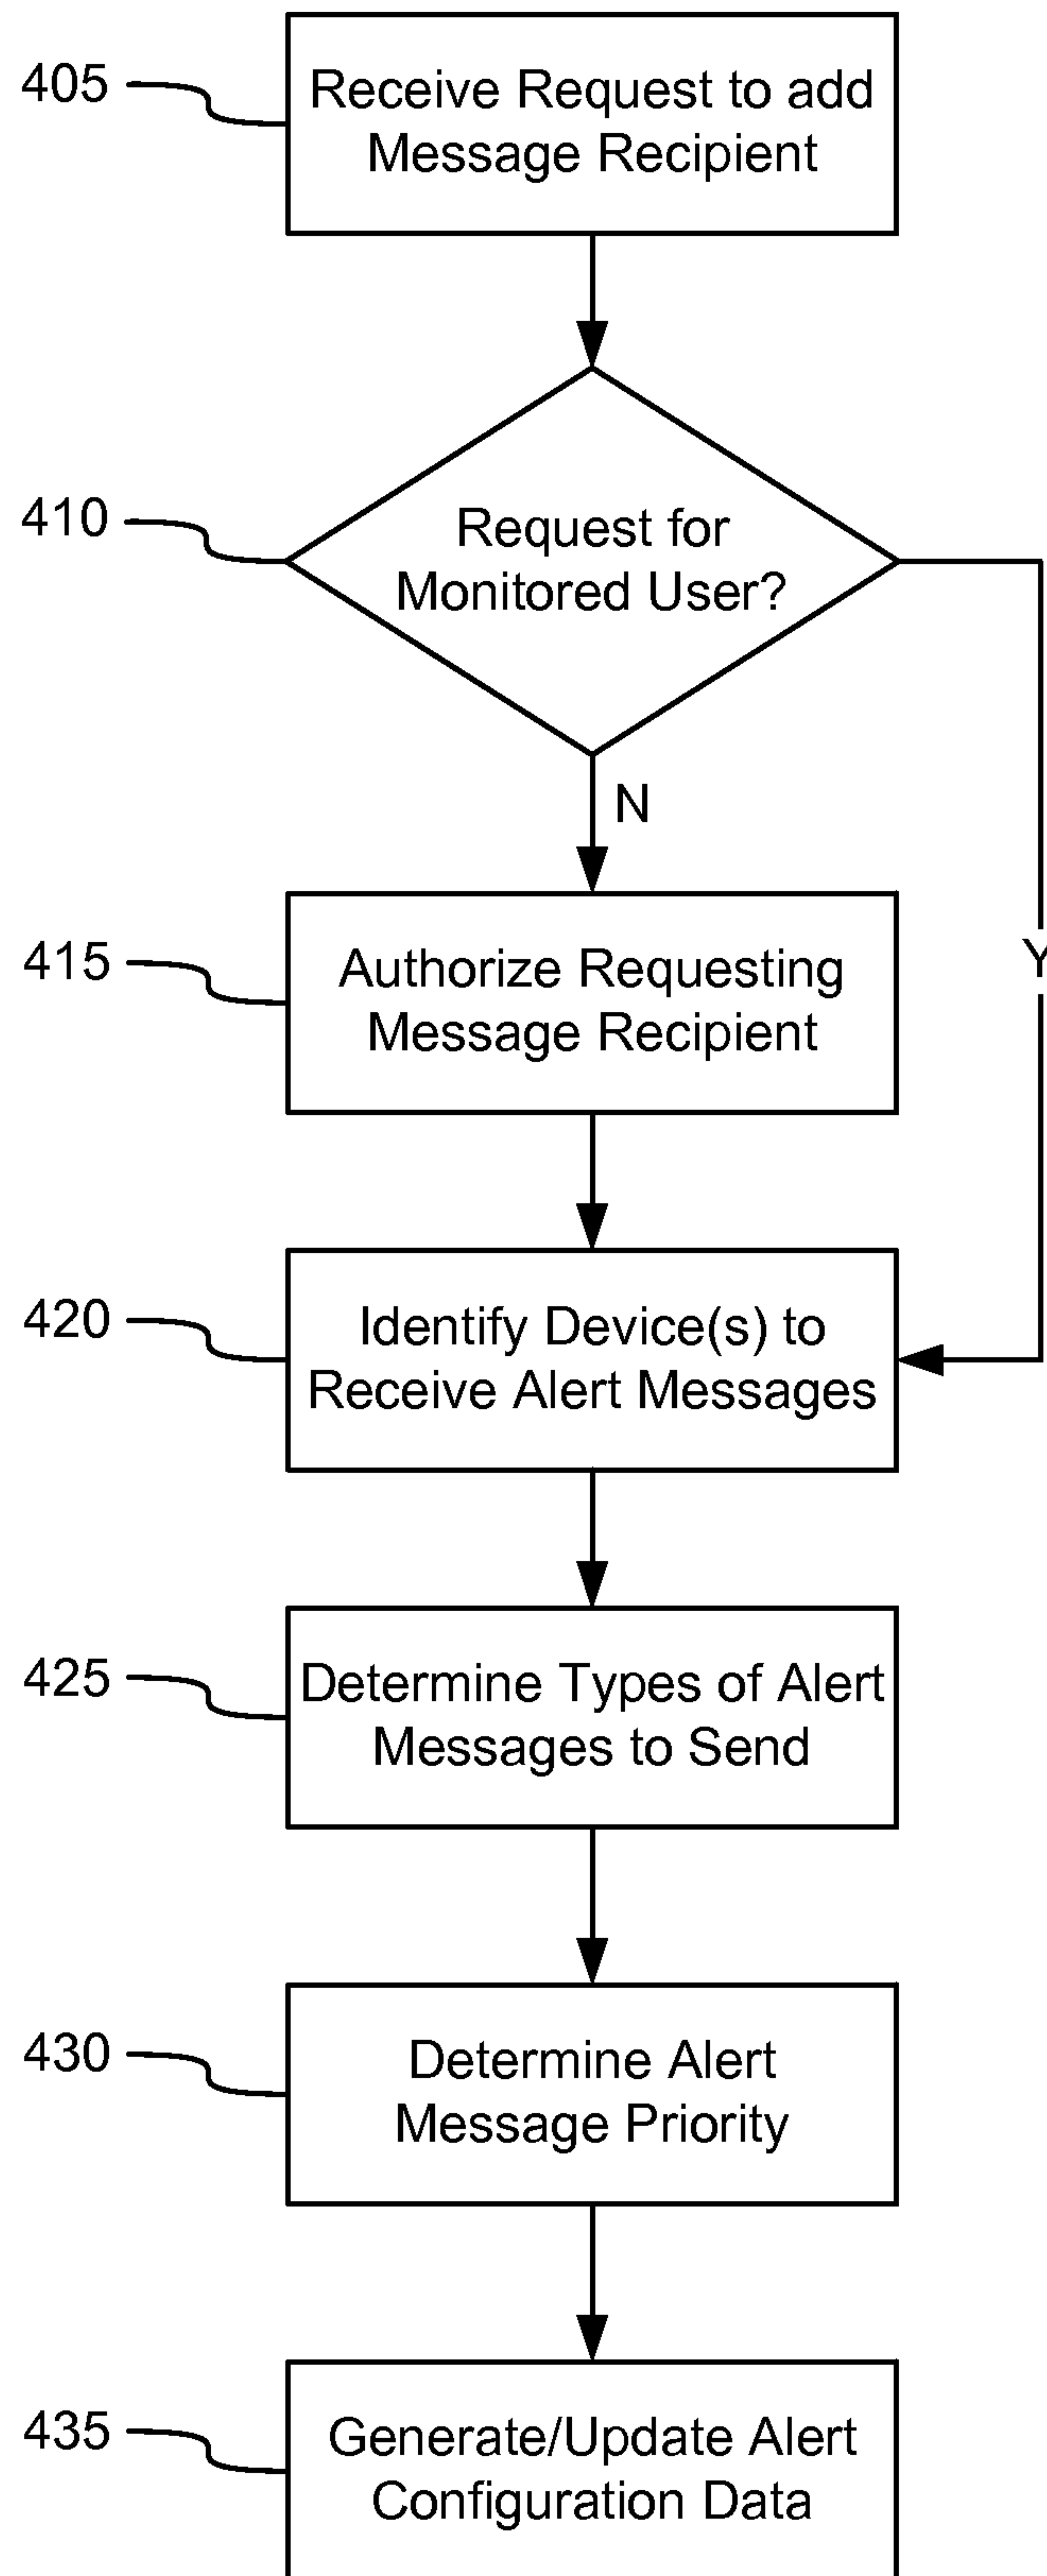 405
Receive Request to add
Message Recipient
410
Request for
Monitored User?
N
Y
415
Authorize Requesting
Message Recipient
420
Identify Device(s) to
Receive Alert Messages
425
Determine Types of Alert
Messages to Send
430
Determine Alert
Message Priority
435
Generate/Update Alert
Configuration Data